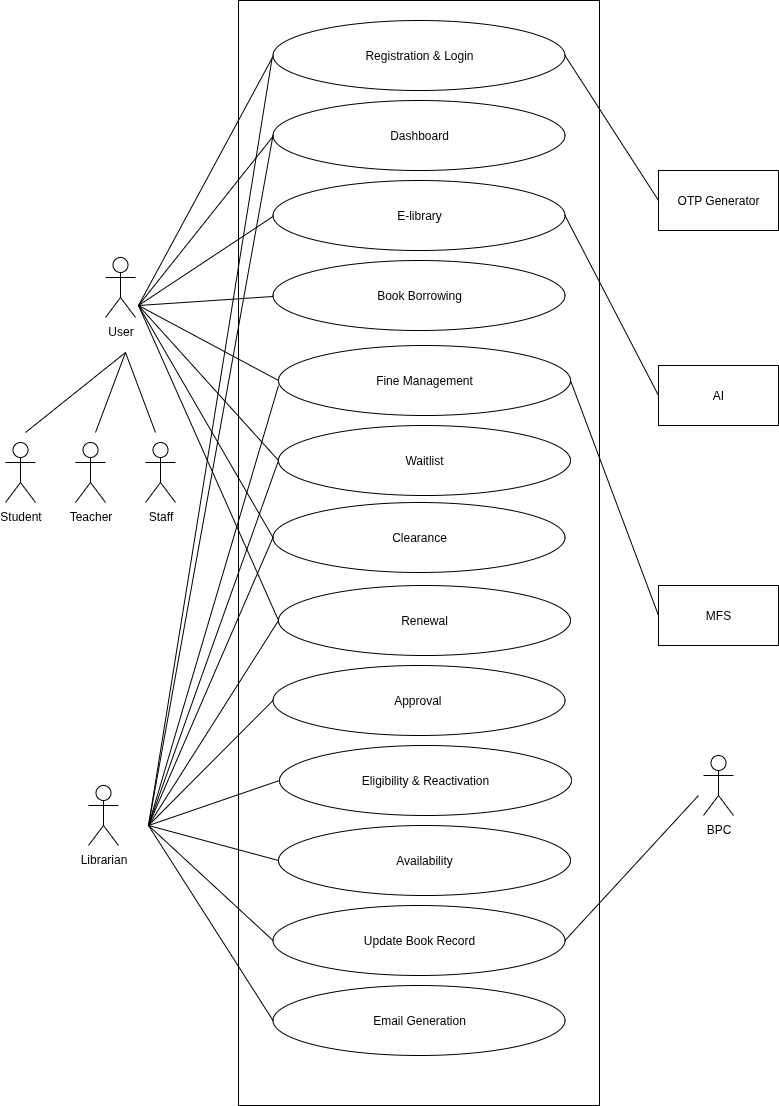 Registration & Login
Dashboard
OTP Generator
E-library
Book Borrowing
User
Fine Management
AI
Waitlist
Student
Teacher
Staff
Clearance
Renewal
MFS
Approval
Eligibility & Reactivation
BPC
Librarian
Availability
Update Book Record
Email Generation